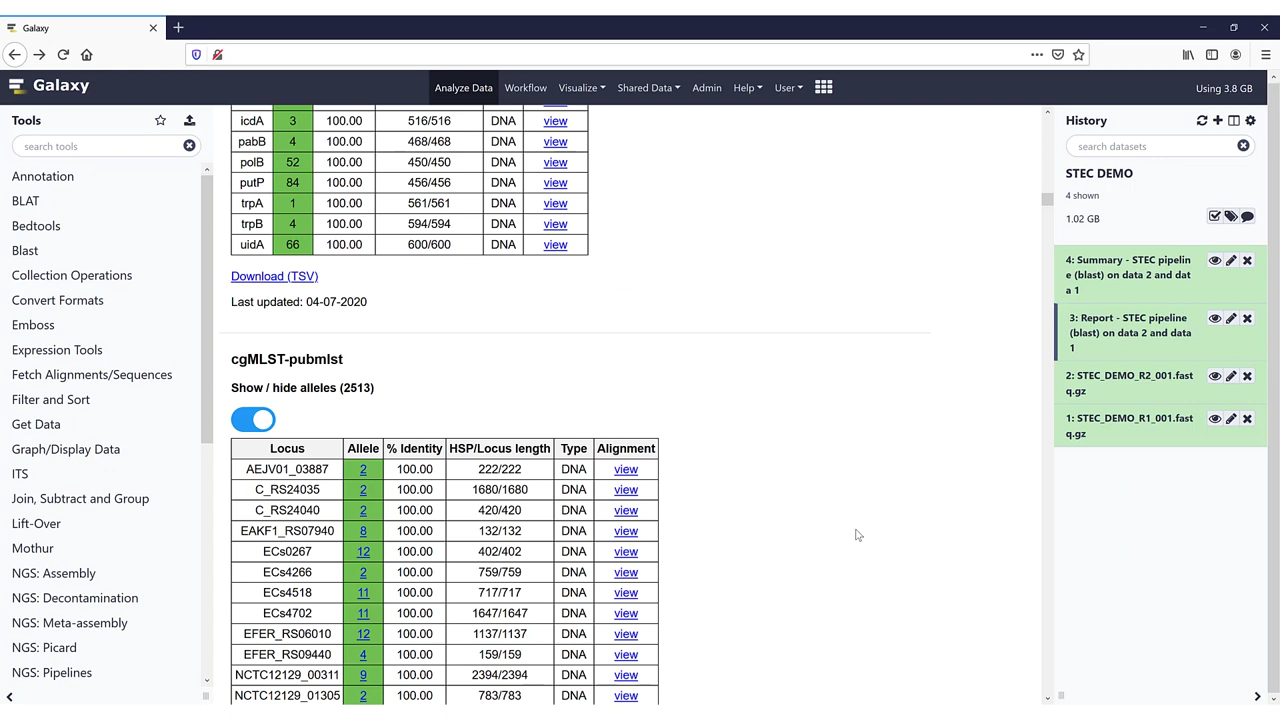 Galaxy
Galaxy
Analyze Data Workflow Visualize Shared Data Admin Help User
Using 3.8 GB
Tools
search tools
Annotation
BLAT
Bedtools
Blast
Collection Operations
Convert Formats
Emboss
Expression Tools
Fetch Alignments/Sequences
Filter and Sort
Get Data
Graph/Display Data
ITS
Join, Subtract and Group
Lift-Over
Mothur
NGS: Assembly
NGS: Decontamination
NGS: Meta-assembly
NGS: Picard
NGS: Pipelines
icdA 3 100.00 516/516 DNA view
pabB 4 100.00 468/468 DNA view
polB 52 100.00 450/450 DNA view
putP 84 100.00 456/456 DNA view
trpA 1 100.00 561/561 DNA view
trpB 4 100.00 594/594 DNA view
uidA 66 100.00 600/600 DNA view
Download (TSV)
Last updated: 04-07-2020
cgMLST-pubmlst
Show / hide alleles (2513)
Locus Allele % Identity HSP/Locus length Type Alignment
AEJV01_03887 2 100.00 222/222 DNA view
C_RS24035 2 100.00 1680/1680 DNA view
C_RS24040 2 100.00 420/420 DNA view
EAKF1_RS07940 8 100.00 132/132 DNA view
ECs0267 12 100.00 402/402 DNA view
ECs4266 2 100.00 759/759 DNA view
ECs4518 11 100.00 717/717 DNA view
ECs4702 11 100.00 1647/1647 DNA view
EFER_RS06010 12 100.00 1137/1137 DNA view
EFER_RS09440 4 100.00 159/159 DNA view
NCTC12129_00311 9 100.00 2394/2394 DNA view
NCTC12129_01305 2 100.00 783/783 DNA view
History
search datasets
STEC DEMO
4 shown
1.02 GB
4: Summary - STEC pipelin
e (blast) on data 2 and dat
a 1
3: Report - STEC pipeline
(blast) on data 2 and data
1
2: STEC_DEMO_R2_001.fast
q.gz
1: STEC_DEMO_R1_001.fast
q.gz